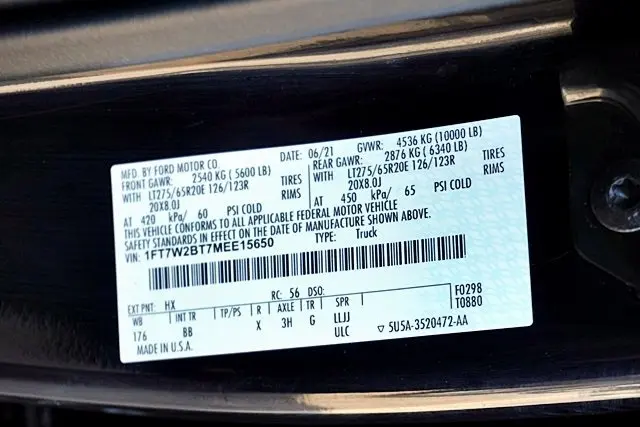 MFD. BY FORD MOTOR CO. DATE: 06/21 GVWR: 4536 KG (10000 LB)
FRONT GAWR: 2540 KG ( 5600 LB) REAR GAWR: 2876 KG ( 6340 LB)
WITH LT275/65R20E 126/123R TIRES WITH LT275/65R20E 126/123R TIRES
20X8.0J RIMS 20X8.0J RIMS
AT 420 kPa/ 60 PSI COLD AT 450 kPa/ 65 PSI COLD
THIS VEHICLE CONFORMS TO ALL APPLICABLE FEDERAL MOTOR VEHICLE
SAFETY STANDARDS IN EFFECT ON THE DATE OF MANUFACTURE SHOWN ABOVE.
VIN: 1FT7W2BT7MEE15650 TYPE: Truck
EXT PNT: HX RC: 56 DSO: F0298
WB INT TR TP/PS R AXLE TR SPR T0880
176 BB X 3H G LLJJ
ULC ▽ 5U5A-3520472-AA
MADE IN U.S.A.